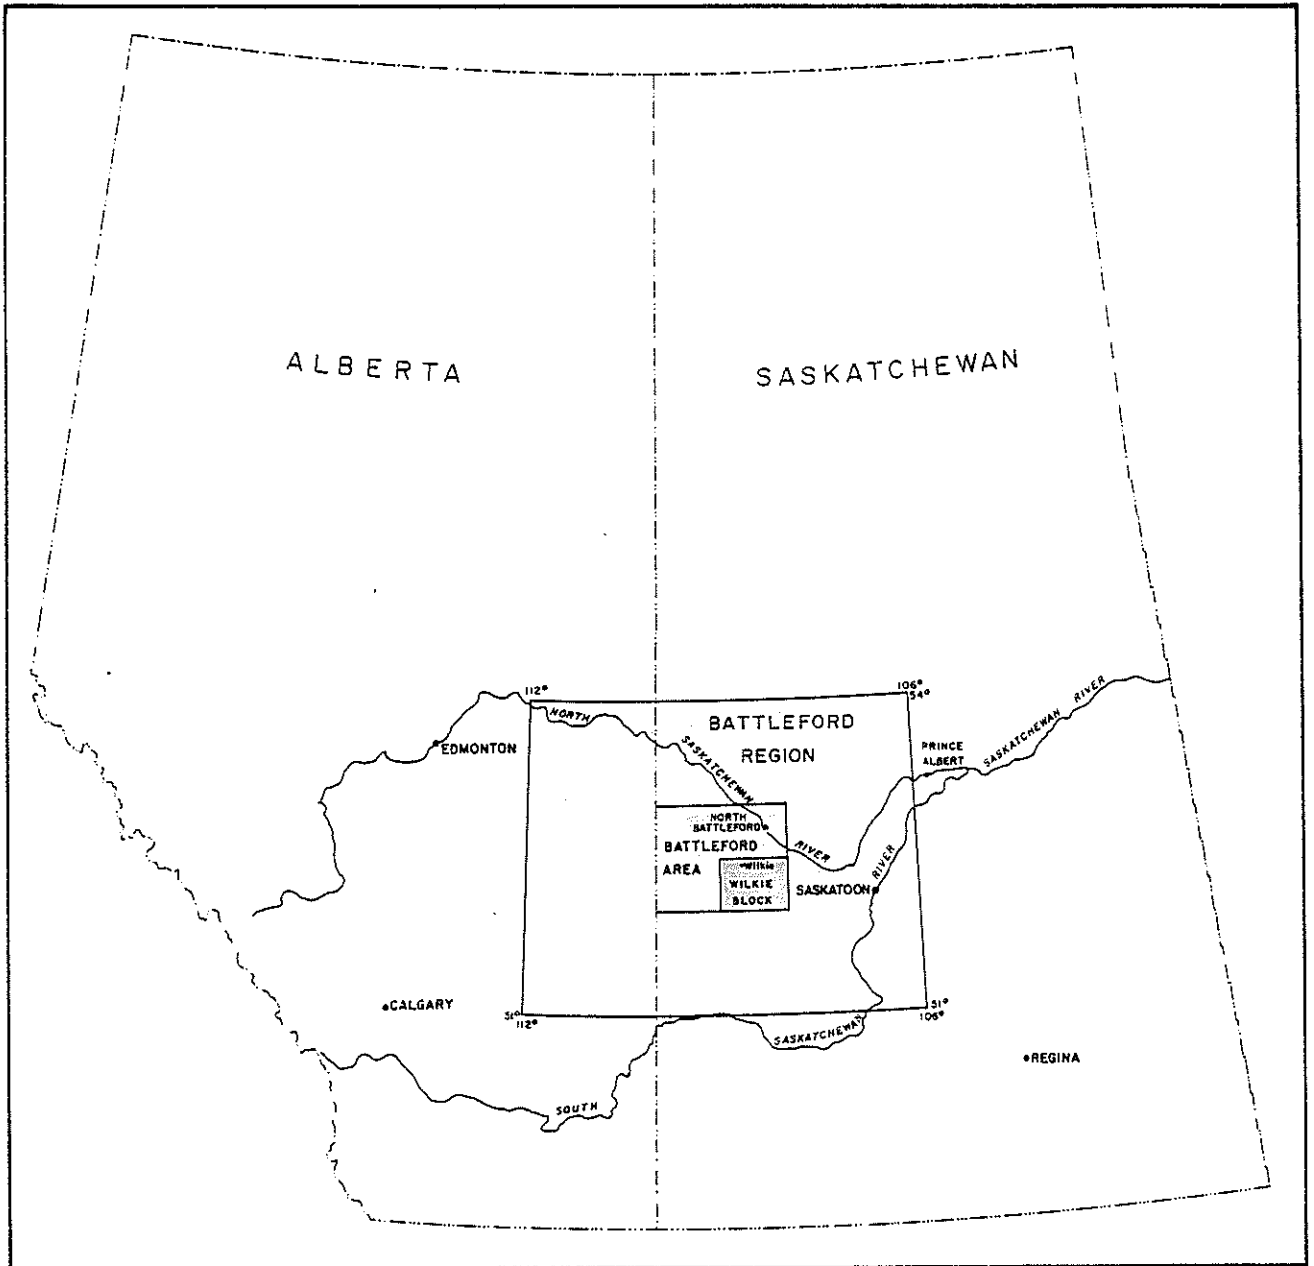 ALBERTA
SASKATCHEWAN
112°
106°
54°
NORTH
SASKATCHEWAN
RIVER
BATTLEFORD
REGION
EDMONTON
PRINCE
ALBERT
SASKATCHEWAN RIVER
NORTH
BATTLEFORD
BATTLEFORD
AREA
Wilkie
WILKIE
BLOCK
SASKATOON
RIVER
CALGARY
51°
112°
51°
106°
SASKATCHEWAN
REGINA
SOUTH